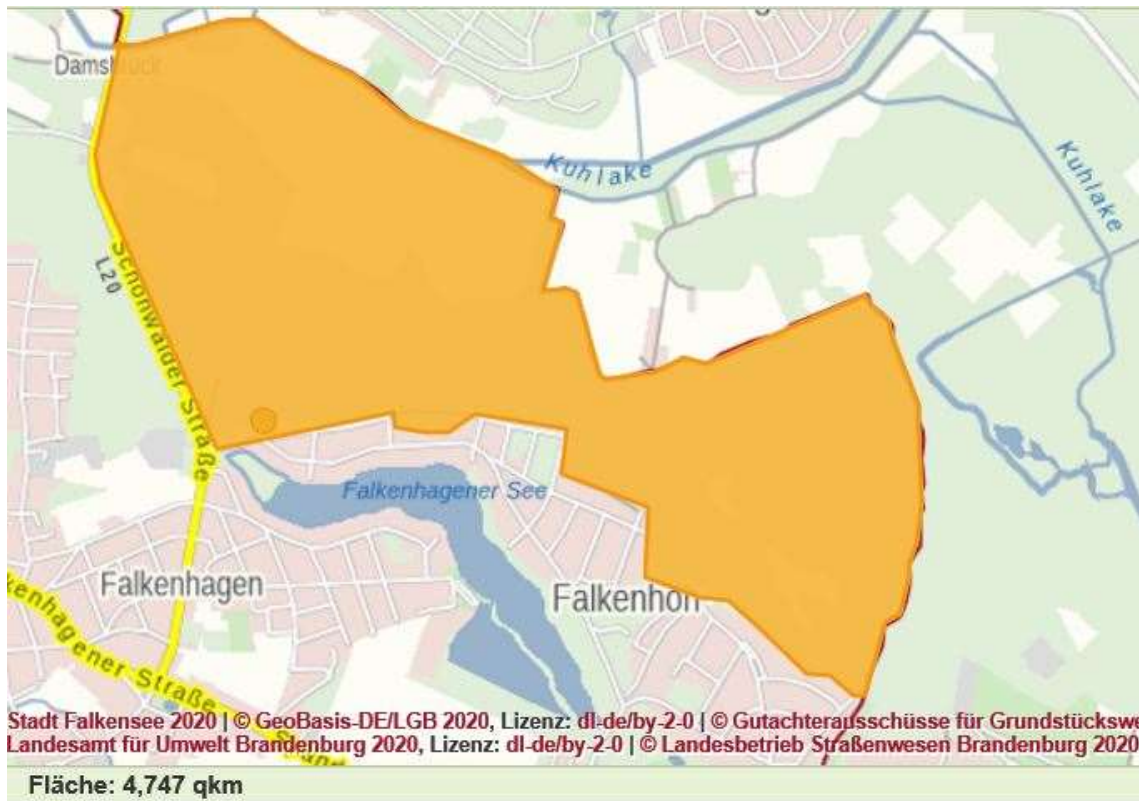 Damsbrück
Kuhlake
Kuhlake
Schönwalder Straße
L20
Falkenhagener See
Falkenhagen
Falkenhöh
kenhagener Straße
Stadt Falkensee 2020 | © GeoBasis-DE/LGB 2020, Lizenz: dl-de/by-2-0 | © Gutachterausschüsse für Grundstückswe
Landesamt für Umwelt Brandenburg 2020, Lizenz: dl-de/by-2-0 | © Landesbetrieb Straßenwesen Brandenburg 2020
Fläche: 4,747 qkm